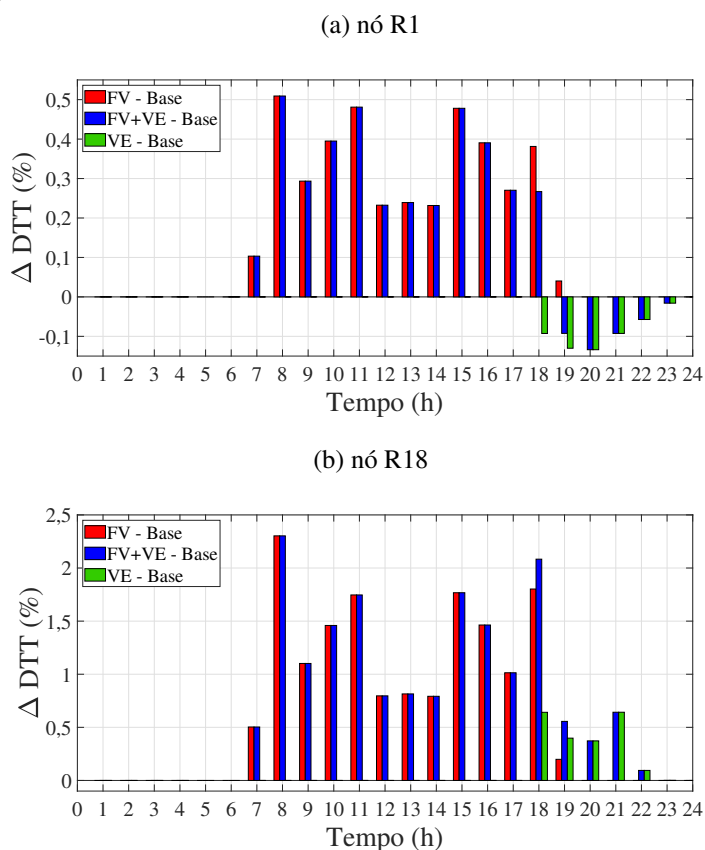 (a) nó R1
0,5
0,4
0,3
0,2
0,1
0
-0,1
Δ DTT (%)
FV - Base
FV+VE - Base
VE - Base
0 1 2 3 4 5 6 7 8 9 10 11 12 13 14 15 16 17 18 19 20 21 22 23 24
Tempo (h)
(b) nó R18
2,5
2
1,5
1
0,5
0
Δ DTT (%)
FV - Base
FV+VE - Base
VE - Base
0 1 2 3 4 5 6 7 8 9 10 11 12 13 14 15 16 17 18 19 20 21 22 23 24
Tempo (h)